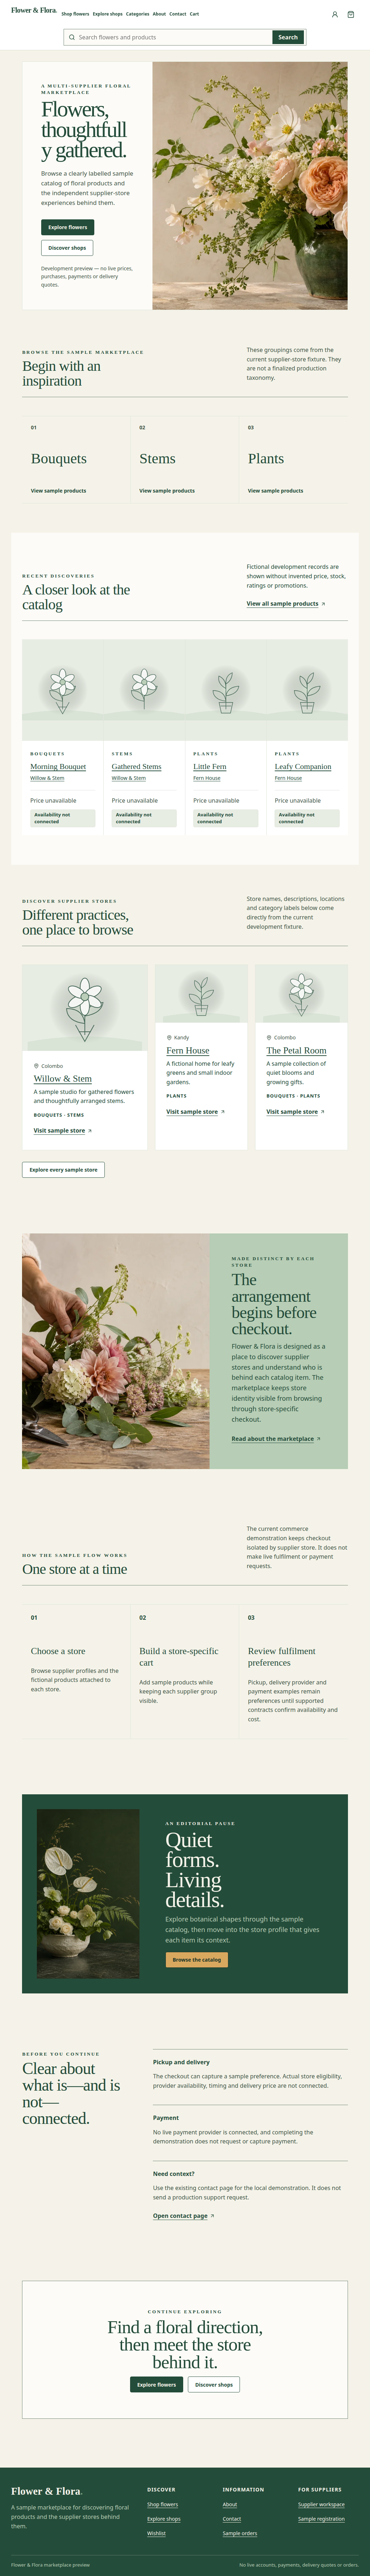 Flower & Flora.
Shop flowers Explore shops Categories About Contact Cart
Search flowers and products
Search
A MULTI-SUPPLIER FLORAL
MARKETPLACE
Flowers,
thoughtfull
y gathered.
Browse a clearly labelled sample
catalog of floral products and
the independent supplier-store
experiences behind them.
Explore flowers
Discover shops
Development preview — no live prices,
purchases, payments or delivery
quotes.
BROWSE THE SAMPLE MARKETPLACE
Begin with an
inspiration
These groupings come from the
current supplier-store fixture. They
are not a finalized production
taxonomy.
01
Bouquets
View sample products
02
Stems
View sample products
03
Plants
View sample products
RECENT DISCOVERIES
A closer look at the
catalog
Fictional development records are
shown without invented price, stock,
ratings or promotions.
View all sample products
BOUQUETS
Morning Bouquet
Willow & Stem
Price unavailable
Availability not
connected
STEMS
Gathered Stems
Willow & Stem
Price unavailable
Availability not
connected
PLANTS
Little Fern
Fern House
Price unavailable
Availability not
connected
PLANTS
Leafy Companion
Fern House
Price unavailable
Availability not
connected
DISCOVER SUPPLIER STORES
Different practices,
one place to browse
Store names, descriptions, locations
and category labels below come
directly from the current
development fixture.
Colombo
Willow & Stem
A sample studio for gathered flowers
and thoughtfully arranged stems.
BOUQUETS · STEMS
Visit sample store
Kandy
Fern House
A fictional home for leafy
greens and small indoor
gardens.
PLANTS
Visit sample store
Colombo
The Petal Room
A sample collection of
quiet blooms and
growing gifts.
BOUQUETS · PLANTS
Visit sample store
Explore every sample store
MADE DISTINCT BY EACH
STORE
The
arrangement
begins before
checkout.
Flower & Flora is designed as a
place to discover supplier
stores and understand who is
behind each catalog item. The
marketplace keeps store
identity visible from browsing
through store-specific
checkout.
Read about the marketplace
HOW THE SAMPLE FLOW WORKS
One store at a time
The current commerce
demonstration keeps checkout
isolated by supplier store. It does not
make live fulfilment or payment
requests.
01
Choose a store
Browse supplier profiles and the
fictional products attached to
each store.
02
Build a store-specific
cart
Add sample products while
keeping each supplier group
visible.
03
Review fulfilment
preferences
Pickup, delivery provider and
payment examples remain
preferences until supported
contracts confirm availability and
cost.
AN EDITORIAL PAUSE
Quiet
forms.
Living
details.
Explore botanical shapes through the sample
catalog, then move into the store profile that gives
each item its context.
Browse the catalog
BEFORE YOU CONTINUE
Clear about
what is—and is
not—
connected.
Pickup and delivery
The checkout can capture a sample preference. Actual store eligibility,
provider availability, timing and delivery price are not connected.
Payment
No live payment provider is connected, and completing the
demonstration does not request or capture payment.
Need context?
Use the existing contact page for the local demonstration. It does not
send a production support request.
Open contact page
CONTINUE EXPLORING
Find a floral direction,
then meet the store
behind it.
Explore flowers
Discover shops
Flower & Flora.
A sample marketplace for discovering floral
products and the supplier stores behind
them.
DISCOVER
Shop flowers
Explore shops
Wishlist
INFORMATION
About
Contact
Sample orders
FOR SUPPLIERS
Supplier workspace
Sample registration
Flower & Flora marketplace preview
No live accounts, payments, delivery quotes or orders.